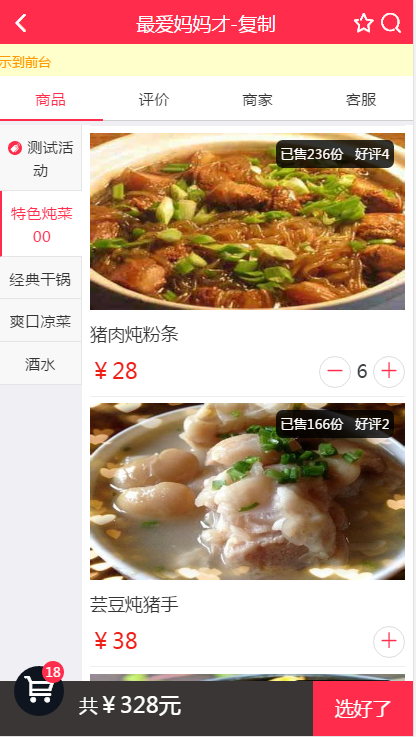 最爱妈妈才-复制
示到前台
商品
评价
商家
客服
测试活
动
特色炖菜
00
经典干锅
爽口凉菜
酒水
已售236份 好评4
猪肉炖粉条
￥28
6
已售166份 好评2
芸豆炖猪手
￥38
18
共￥328元
选好了